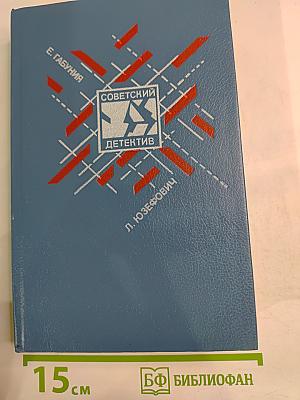 Е. ГАБУНИЯ
СОВЕТСКИЙ
ДЕТЕКТИВ
Л. ЮЗЕФОВИЧ
15 см
БФ БИБЛИОФАН